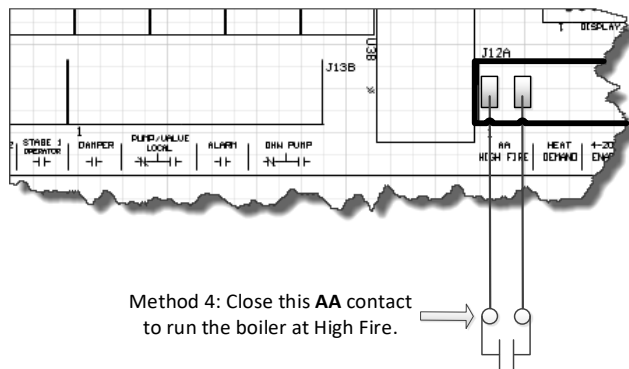 DISPLAY
U3B
J12A
J13B
1
STAGE 1
OPERATOR
DAMPER
PUMP/VALVE
LOCAL
ALARM
DHW PUMP
AA
HIGH FIRE
HEAT
DEMAND
4-20
Method 4: Close this AA contact
to run the boiler at High Fire.